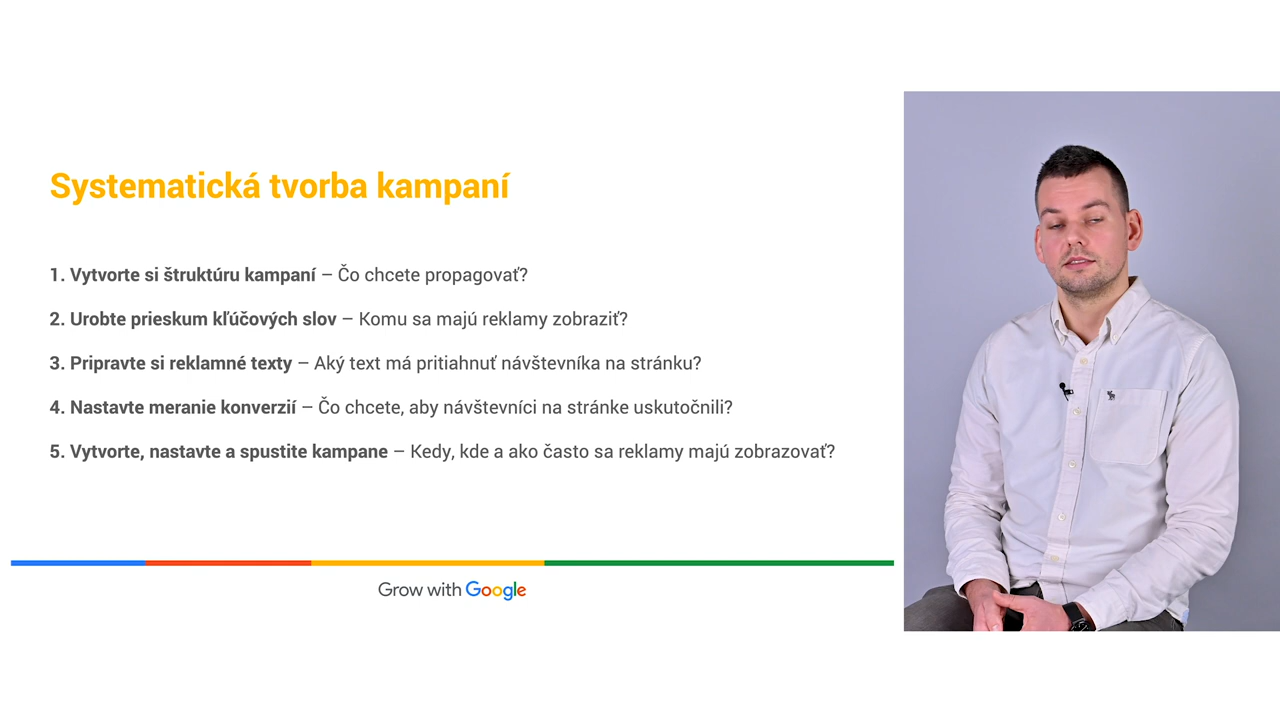 Systematická tvorba kampaní
1. Vytvorte si štruktúru kampaní – Čo chcete propagovať?
2. Urobte prieskum kľúčových slov – Komu sa majú reklamy zobraziť?
3. Pripravte si reklamné texty – Aký text má pritiahnuť návštevníka na stránku?
4. Nastavte meranie konverzií – Čo chcete, aby návštevníci na stránke uskutočnili?
5. Vytvorte, nastavte a spustite kampane – Kedy, kde a ako často sa reklamy majú zobrazovať?
Grow with Google